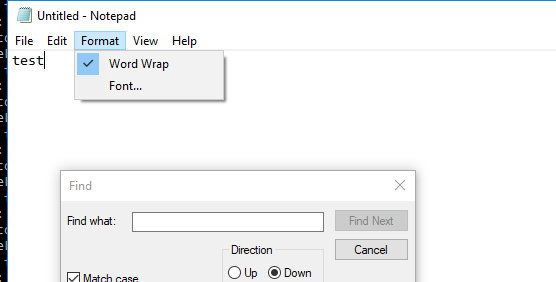 Untitled - Notepad
File Edit Format View Help
test
Word Wrap
Font...
Find
Find what:
Find Next
Cancel
Direction
Up Down
Match case